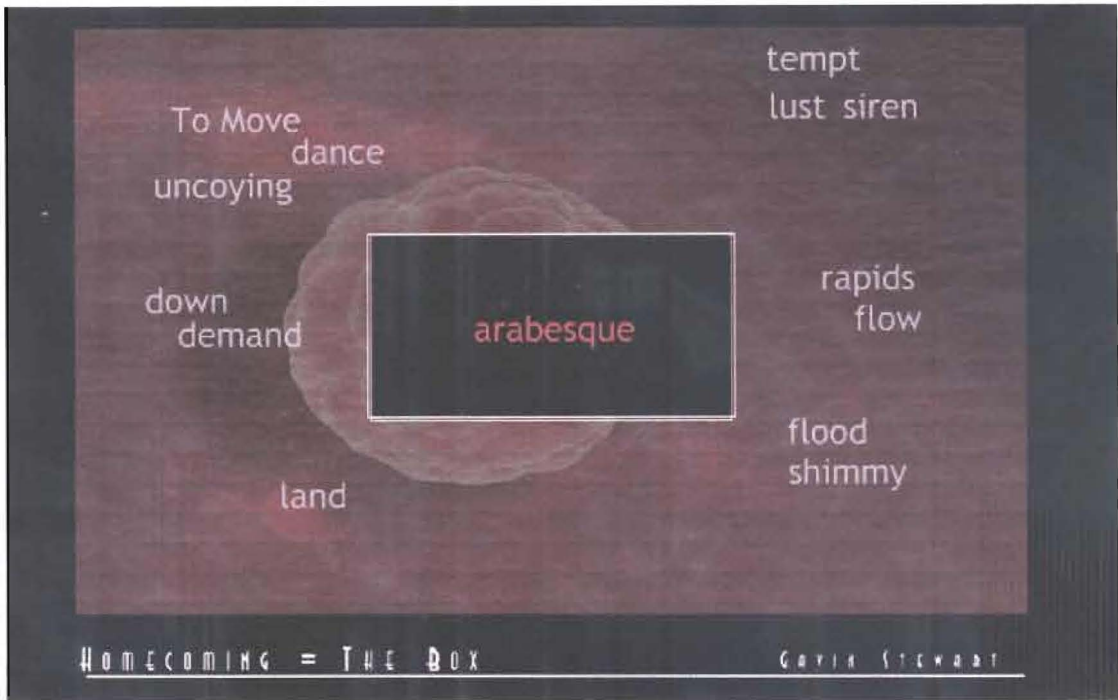 tempt
lust siren
To Move
dance
uncoying
rapids
flow
down
demand
arabesque
flood
shimmy
land
HOMECOMING = THE BOX
GAVIN STEWART